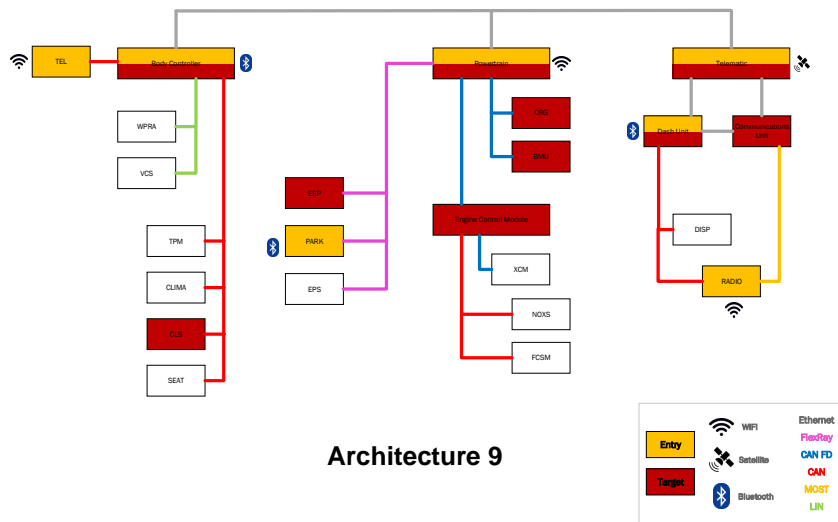 TEL
Body Controller
Powertrain
Telematic
WPRA
VCS
ORG
BMU
Dash Unit
Communications
Unit
ESP
PARK
EPS
Engine Control Module
TPM
CLIMA
CLS
SEAT
XCM
NOXS
FCSM
DISP
RADIO
Architecture 9
Entry
Target
WiFi
Satellite
Bluetooth
Ethernet
FlexRay
CAN FD
CAN
MOST
LIN